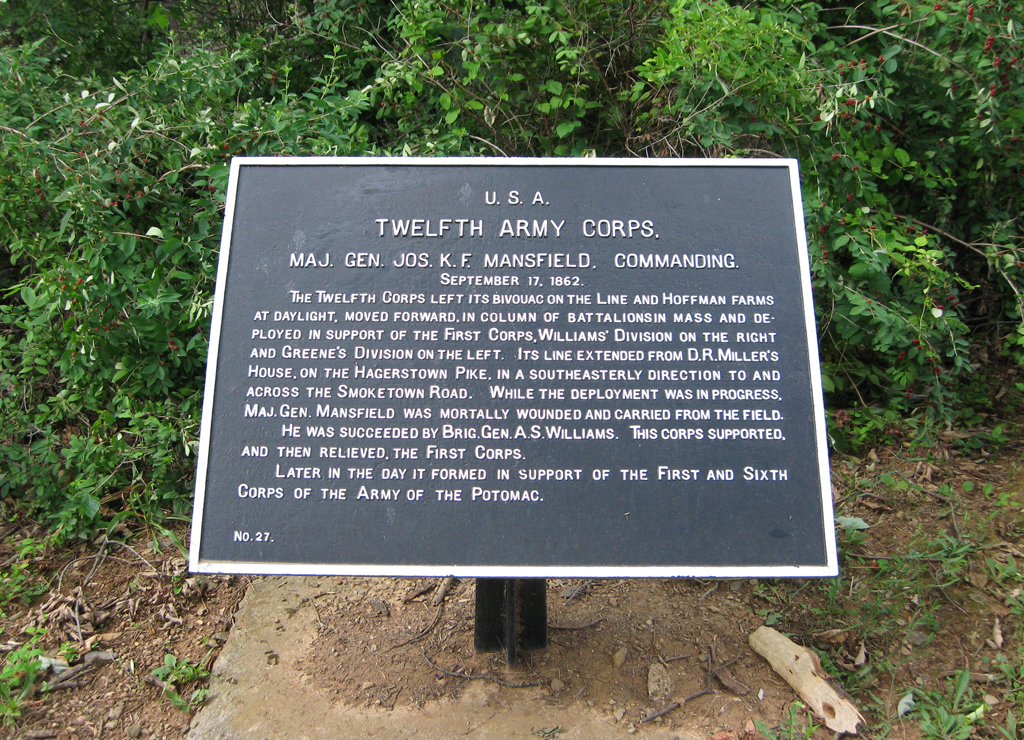 U. S. A.
TWELFTH ARMY CORPS.
MAJ. GEN. JOS. K. F. MANSFIELD, COMMANDING.
SEPTEMBER 17, 1862.
THE TWELFTH CORPS LEFT ITS BIVOUAC ON THE LINE AND HOFFMAN FARMS
AT DAYLIGHT, MOVED FORWARD, IN COLUMN OF BATTALIONSIN MASS AND DE-
PLOYED IN SUPPORT OF THE FIRST CORPS, WILLIAMS' DIVISION ON THE RIGHT
AND GREENE'S DIVISION ON THE LEFT. ITS LINE EXTENDED FROM D.R.MILLER'S
HOUSE, ON THE HAGERSTOWN PIKE, IN A SOUTHEASTERLY DIRECTION TO AND
ACROSS THE SMOKETOWN ROAD. WHILE THE DEPLOYMENT WAS IN PROGRESS,
MAJ. GEN. MANSFIELD WAS MORTALLY WOUNDED AND CARRIED FROM THE FIELD.
HE WAS SUCCEEDED BY BRIG. GEN. A.S. WILLIAMS. THIS CORPS SUPPORTED,
AND THEN RELIEVED, THE FIRST CORPS.
LATER IN THE DAY IT FORMED IN SUPPORT OF THE FIRST AND SIXTH
CORPS OF THE ARMY OF THE POTOMAC.
NO. 27.